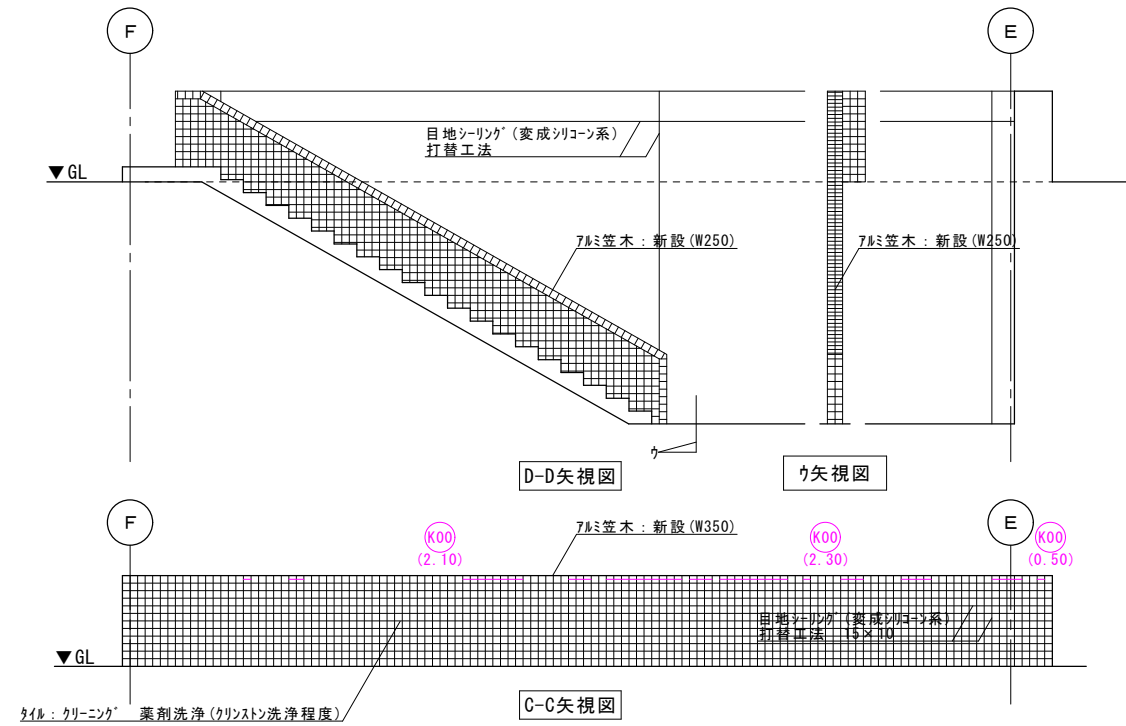 F
E
目地シーリング(変成シリコーン系)
打替工法
▼GL
アルミ笠木:新設(W250)
アルミ笠木:新設(W250)
ウ
D-D矢視図
ウ矢視図
F
E
アルミ笠木:新設(W350)
K00
(2.10)
K00
(2.30)
K00
(0.50)
目地シーリング(変成シリコーン系)
打替工法 15×10
▼GL
タイル:クリーニング 薬剤洗浄(クリンストン洗浄程度)
C-C矢視図